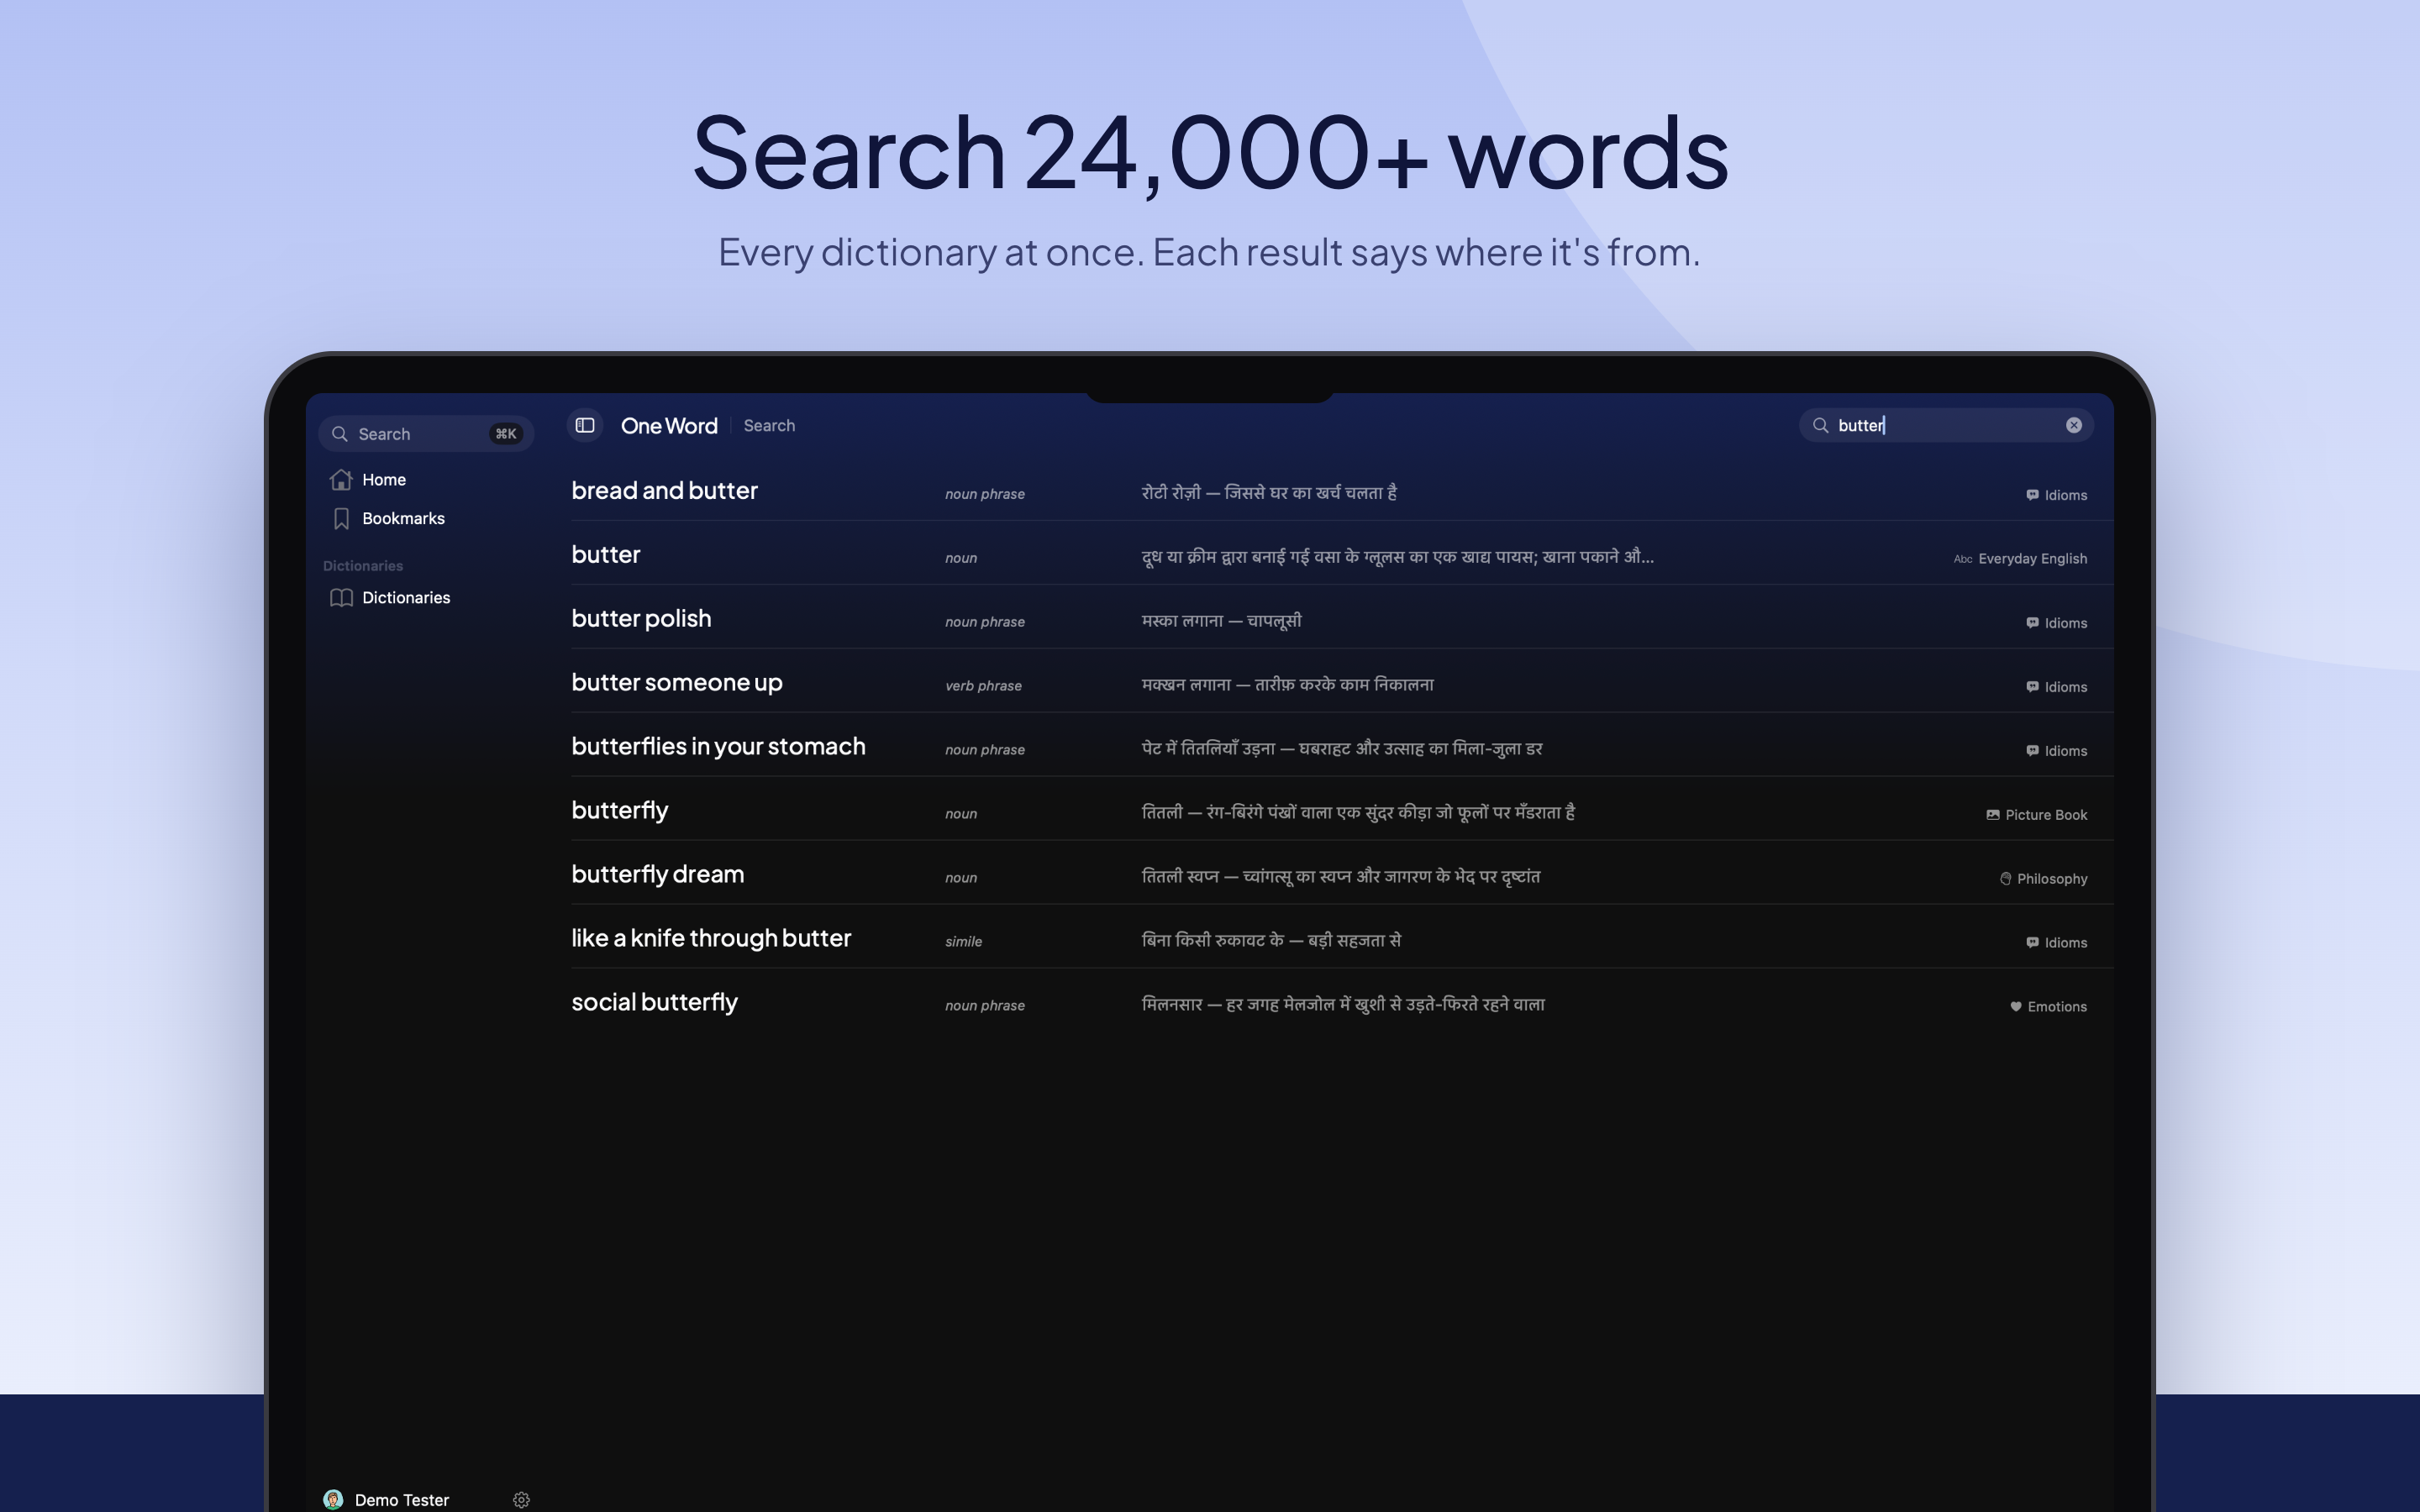 Search 24,000+ words
Every dictionary at once. Each result says where it's from.
Search ⌘K
Home
Bookmarks
Dictionaries
Dictionaries
Demo Tester
One Word Search
butter
bread and butter noun phrase रोटी रोज़ी — जिससे घर का खर्च चलता है Idioms
butter noun दूध या क्रीम द्वारा बनाई गई वसा के ग्लूलस का एक खाद्य पायस; खाना पकाने औ... Abc Everyday English
butter polish noun phrase मस्का लगाना — चापलूसी Idioms
butter someone up verb phrase मक्खन लगाना — तारीफ़ करके काम निकालना Idioms
butterflies in your stomach noun phrase पेट में तितलियाँ उड़ना — घबराहट और उत्साह का मिला-जुला डर Idioms
butterfly noun तितली — रंग-बिरंगे पंखों वाला एक सुंदर कीड़ा जो फूलों पर मँडराता है Picture Book
butterfly dream noun तितली स्वप्न — च्वांगत्सू का स्वप्न और जागरण के भेद पर दृष्टांत Philosophy
like a knife through butter simile बिना किसी रुकावट के — बड़ी सहजता से Idioms
social butterfly noun phrase मिलनसार — हर जगह मेलजोल में खुशी से उड़ते-फिरते रहने वाला Emotions